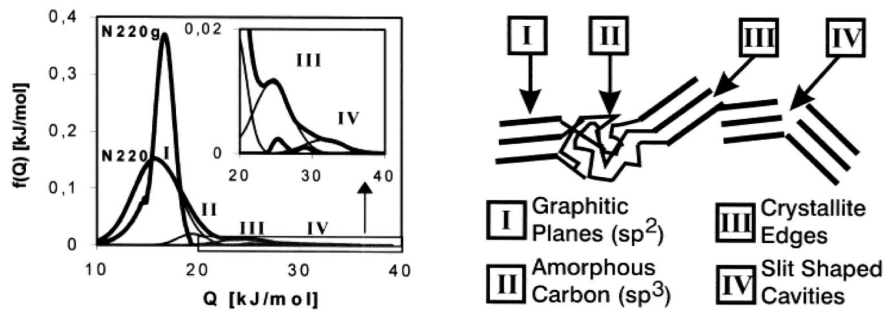 0,4
0,3
0,2
0,1
0
10
20
30
40
f(Q) [kJ/mol]
Q [kJ/mol]
N220g
N220
I
II
III
IV
0,02
0
20
30
40
III
IV
I
II
III
IV
I Graphitic
Planes (sp²)
II Amorphous
Carbon (sp³)
III Crystallite
Edges
IV Slit Shaped
Cavities